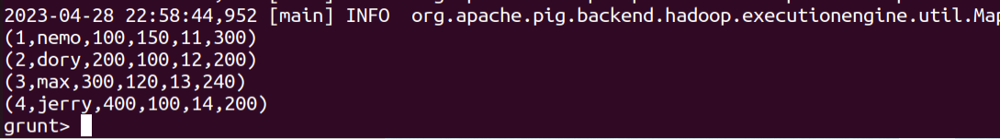 2023-04-28 22:58:44,952 [main] INFO  org.apache.pig.backend.hadoop.executionengine.util.Map
(1,nemo,100,150,11,300)
(2,dory,200,100,12,200)
(3,max,300,120,13,240)
(4,jerry,400,100,14,200)
grunt>